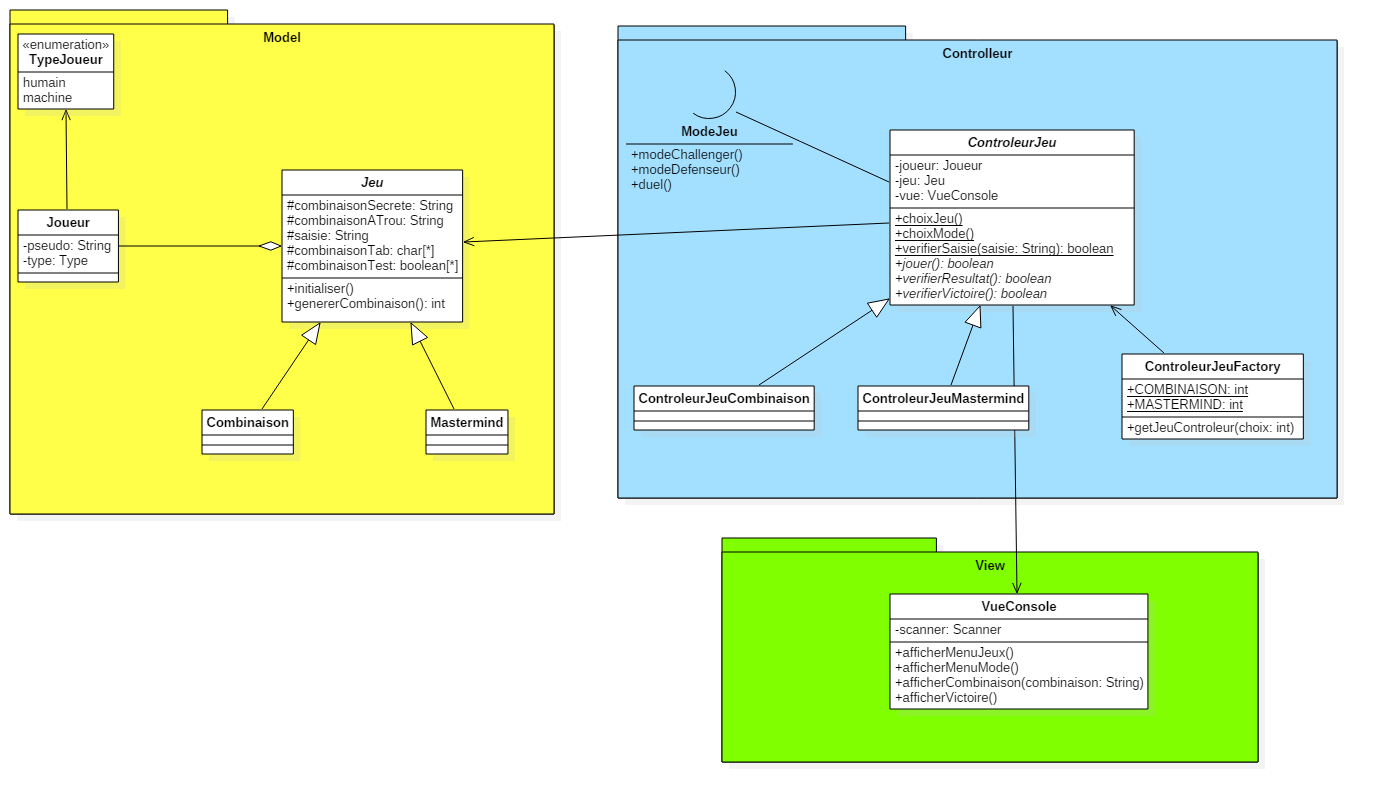 Model
«enumeration»
TypeJoueur
humain
machine
Joueur
-pseudo: String
-type: Type
Jeu
#combinaisonSecrete: String
#combinaisonATrou: String
#saisie: String
#combinaisonTab: char[*]
#combinaisonTest: boolean[*]
+initialiser()
+genererCombinaison(): int
Combinaison
Mastermind
Controlleur
ModeJeu
+modeChallenger()
+modeDefenseur()
+duel()
ControleurJeu
-joueur: Joueur
-jeu: Jeu
-vue: VueConsole
+choixJeu()
+choixMode()
+verifierSaisie(saisie: String): boolean
+jouer(): boolean
+verifierResultat(): boolean
+verifierVictoire(): boolean
ControleurJeuCombinaison
ControleurJeuMastermind
ControleurJeuFactory
+COMBINAISON: int
+MASTERMIND: int
+getJeuControleur(choix: int)
View
VueConsole
-scanner: Scanner
+afficherMenuJeux()
+afficherMenuMode()
+afficherCombinaison(combinaison: String)
+afficherVictoire()